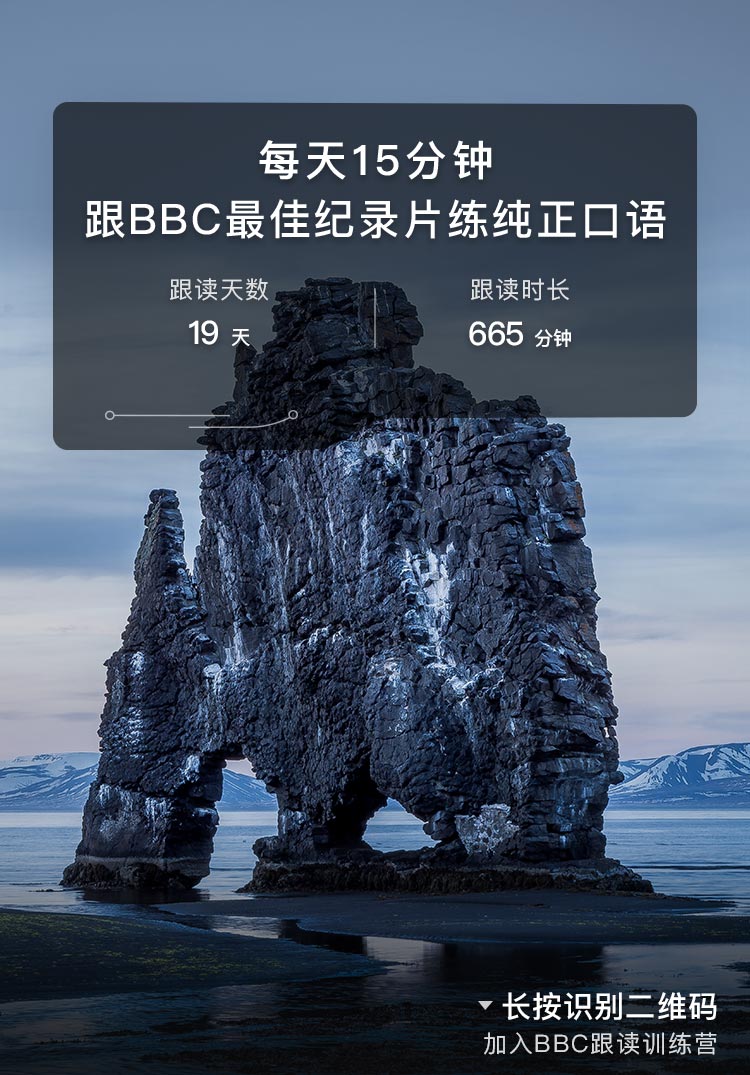 每天15分钟
跟BBC最佳纪录片练纯正口语
跟读天数 跟读时长
19 天 665 分钟
长按识别二维码
加入BBC跟读训练营